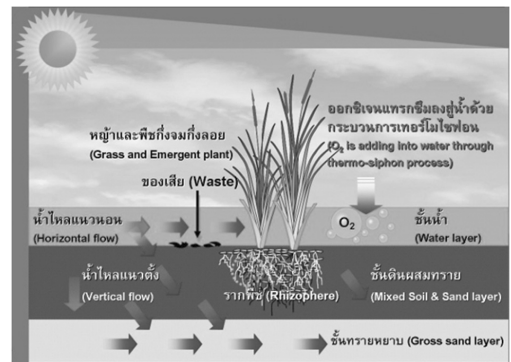 ออกซิเจนแทรกซึมลงสู่น้ำด้วย
กระบวนการเทอร์โมไซฟอน
(O₂ is adding into water through
thermo-siphon process)
หญ้าและพืชกึ่งจมกึ่งลอย
(Grass and Emergent plant)
ของเสีย (Waste)
น้ำไหลแนวนอน
(Horizontal flow)
O₂
ชั้นน้ำ
(Water layer)
น้ำไหลแนวตั้ง
(Vertical flow)
รากพืช (Rhizophere)
ชั้นดินผสมทราย
(Mixed Soil & Sand layer)
ชั้นทรายหยาบ (Gross sand layer)